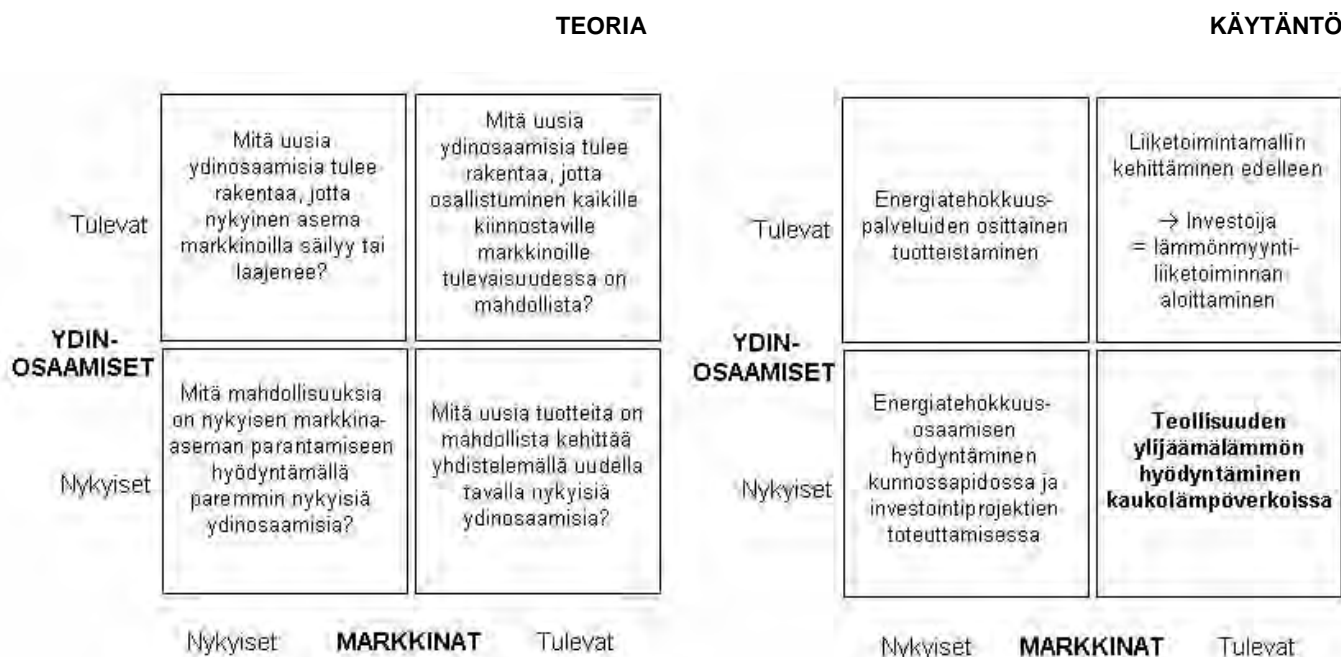 TEORIA
KÄYTÄNTÖ
Mitä uusia
ydinosaamisia tulee
rakentaa, jotta
nykyinen asema
markkinoilla säilyy tai
laajenee?
Mitä uusia
ydinosaamisia tulee
rakentaa, jotta
osallistuminen kaikille
kiinnostaville
markkinoille
tulevaisuudessa on
mahdollista?
Tulevat
YDIN-
OSAAMISET
Mitä mahdollisuuksia
on nykyisen markkina-
aseman parantamiseen
hyödyntämällä
paremmin nykyisiä
ydinosaamisia?
Mitä uusia tuotteita on
mahdollista kehittää
yhdistelemällä uudella
tavalla nykyisiä
ydinosaamisia?
Nykyiset
Nykyiset MARKKINAT Tulevat
Energiatehokkuus-
palveluiden osittainen
tuotteistaminen
Liiketoimintamallin
kehittäminen edelleen
→ Investoija
= lämmönmyynti-
liiketoiminnan
aloittaminen
Tulevat
YDIN-
OSAAMISET
Energiatehokkuus-
osaamisen
hyödyntäminen
kunnossapidossa ja
investointiprojektien
toteuttamisessa
Teollisuuden
ylijäämälämmön
hyödyntäminen
kaukolämpöverkoissa
Nykyiset
Nykyiset MARKKINAT Tulevat